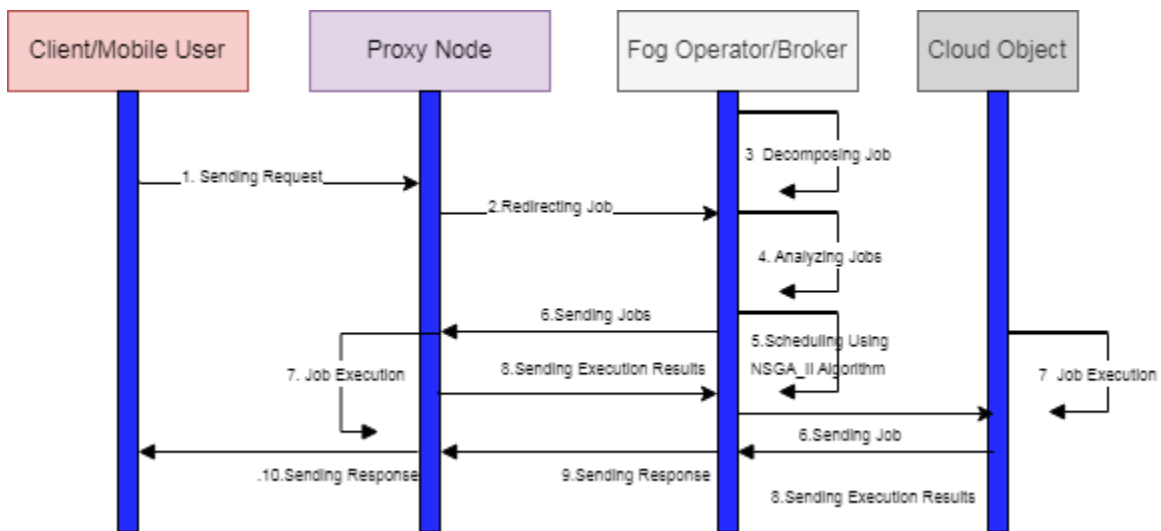 Client/Mobile User
Proxy Node
Fog Operator/Broker
Cloud Object
3 Decomposing Job
1. Sending Request
2.Redirecting Job
4. Analyzing Jobs
6.Sending Jobs
5.Scheduling Using
NSGA_II Algorithm
7. Job Execution
8.Sending Execution Results
7 Job Execution
6.Sending Job
.10.Sending Response
9.Sending Response
8.Sending Execution Results